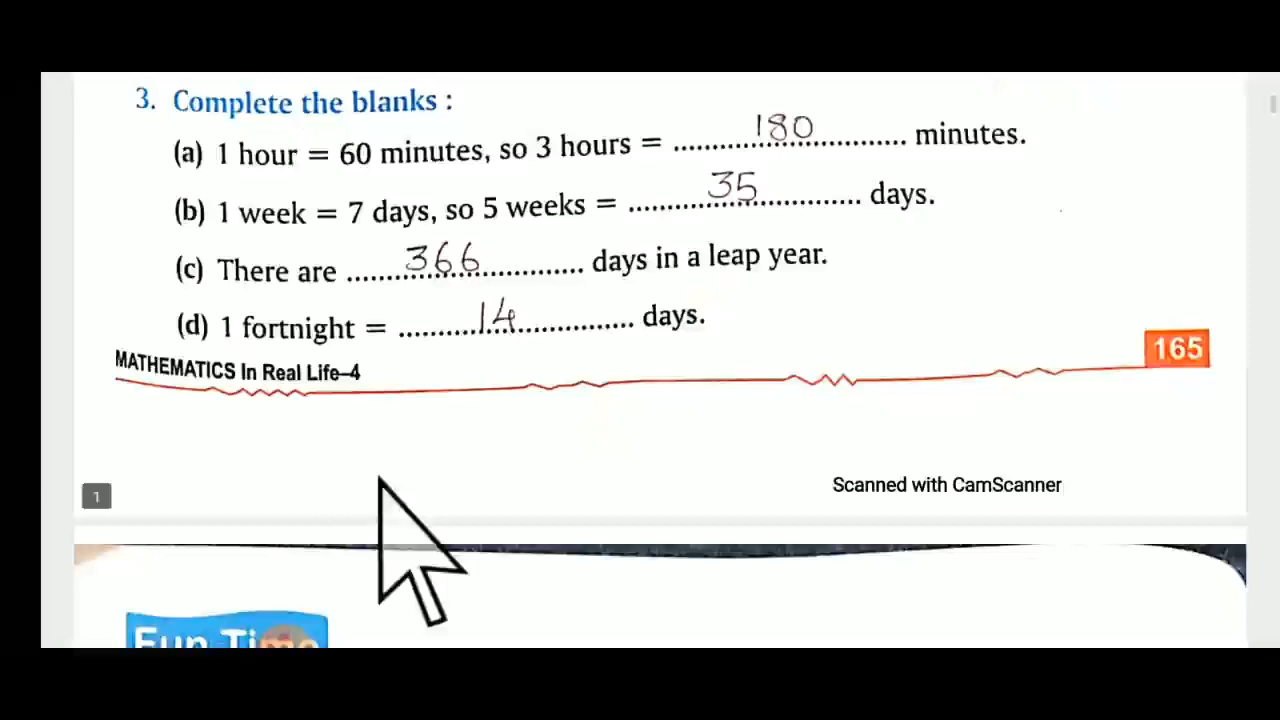 3. Complete the blanks :
(a) 1 hour = 60 minutes, so 3 hours = ..........180.......... minutes.
(b) 1 week = 7 days, so 5 weeks = ..........35.......... days.
(c) There are ..........366.......... days in a leap year.
(d) 1 fortnight = ..........14.......... days.
MATHEMATICS In Real Life–4
165
1
Scanned with CamScanner
Fun Time